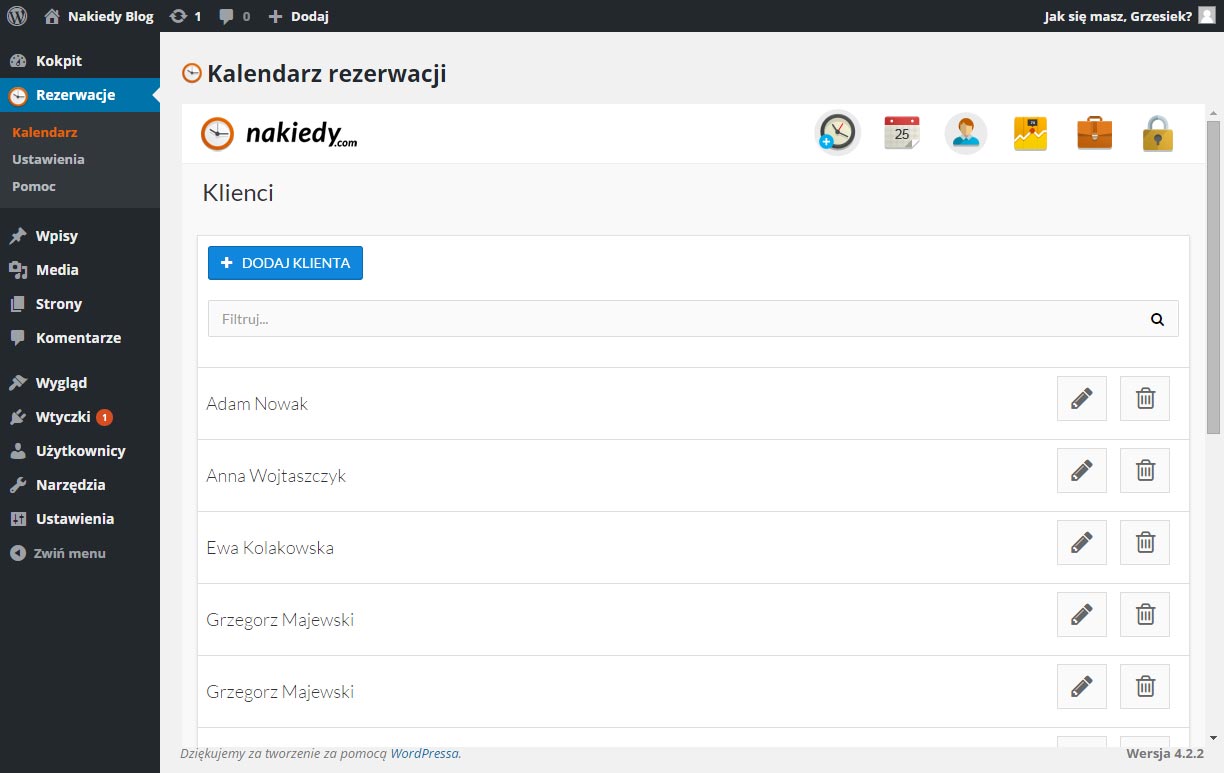 Nakiedy Blog 1 0 Dodaj Jak się masz, Grzesiek?
Kokpit
Rezerwacje
Kalendarz
Ustawienia
Pomoc
Wpisy
Media
Strony
Komentarze
Wygląd
Wtyczki 1
Użytkownicy
Narzędzia
Ustawienia
Zwiń menu
Kalendarz rezerwacji
nakiedy.com
25
Klienci
DODAJ KLIENTA
Filtruj...
Adam Nowak
Anna Wojtaszczyk
Ewa Kolakowska
Grzegorz Majewski
Grzegorz Majewski
Dziękujemy za tworzenie za pomocą WordPressa.
Wersja 4.2.2